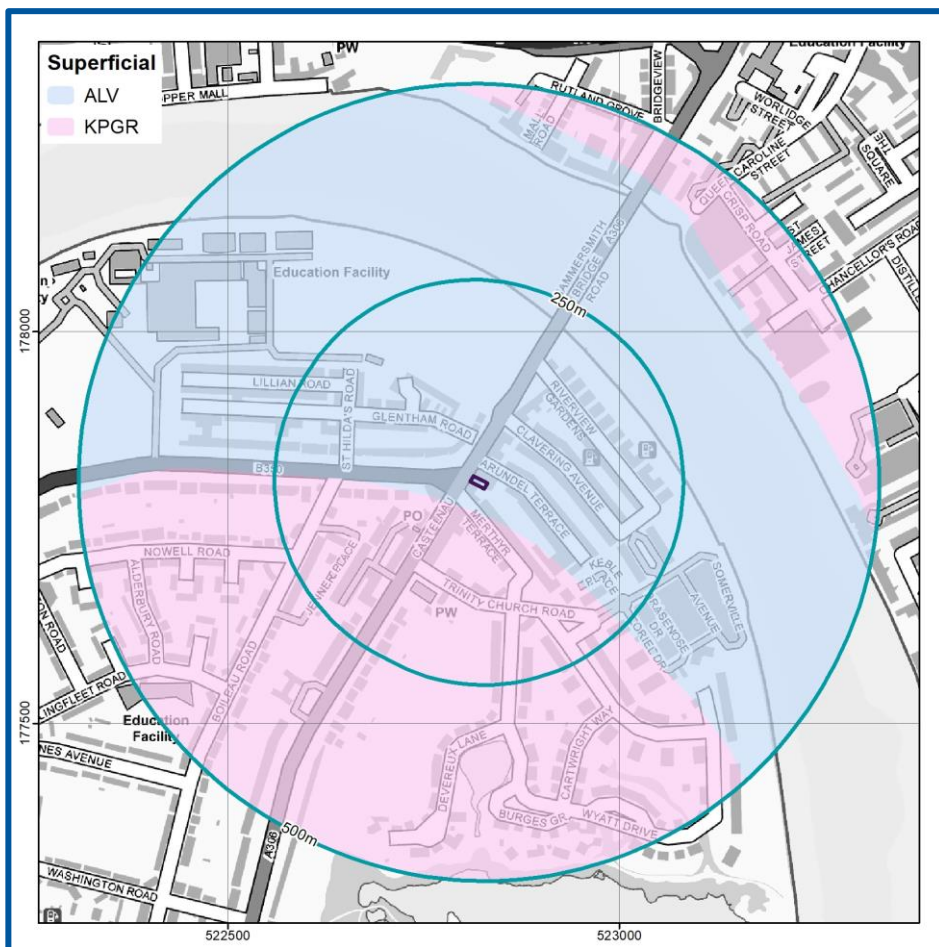 Superficial
ALV
KPGR
PW
Education Facility
PPER MALL
RUTLAND GROVE
BRIDGEVIEW
MALL
ROAD
WORLIDGE
STREET
CAROLINE
STREET
THE
SQUARE
CRISP ROAD
CHANCELLOR'S ROAD
DISTIL
HAMMERSMITH
BRIDGE
ROAD
A306
Education Facility
250m
178000
LILLIAN ROAD
ST HILDA'S ROAD
GLENTHAM ROAD
RIVERVIEW
GARDENS
CLAVERING AVENUE
ARUNDEL TERRACE
B350
CASTELNAU
MERTHYR
TERRACE
PO
NOWELL ROAD
ALDERBURY ROAD
JENNER PLACE
BOILEAU ROAD
TRINITY CHURCH ROAD
PW
KEBLE
PLACE
SOMERVILLE
AVENUE
RASENOSE
DR
ORIEL DR
ON ROAD
LINGFLEET ROAD
Education
Facility
NES AVENUE
177500
DEVEREUX LANE
CARTWRIGHT WAY
BURGES GR
WYATT DRIVE
500m
A306
WASHINGTON ROAD
522500
523000